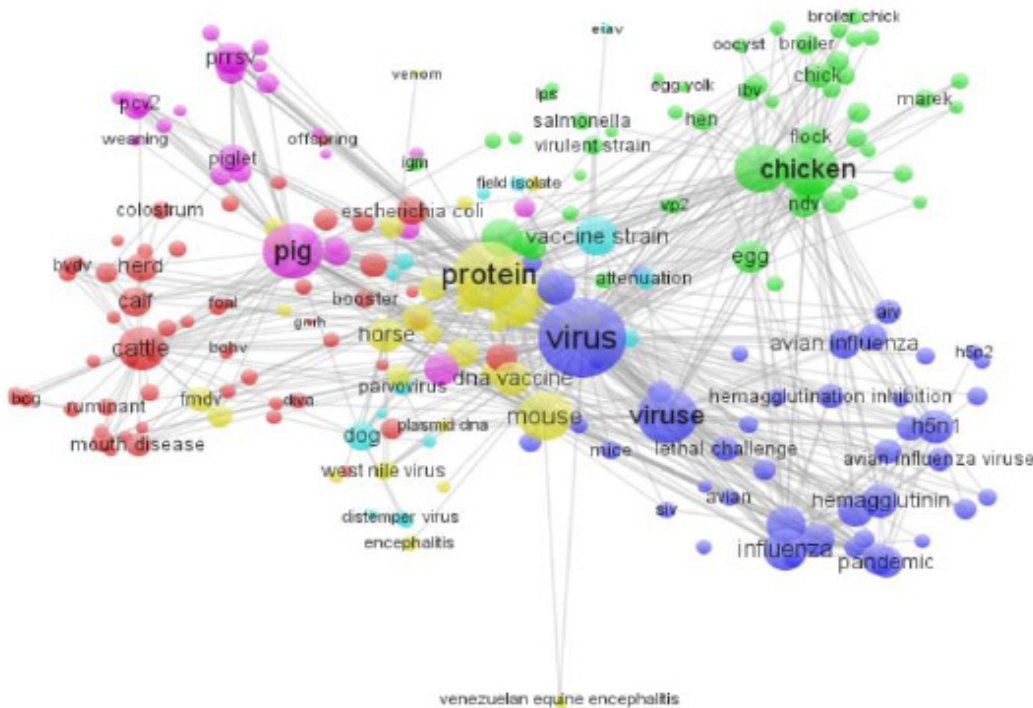 broiler chick
eiav
oocyst
broiler
prrsv
venom
chick
egg yolk
ibv
pcv2
lps
marek
salmonella
hen
weaning
offspring
virulent strain
flock
piglet
igm
chicken
field isolate
ndv
colostrum
escherichia coli
vp2
vaccine strain
pig
egg
bvdv
herd
protein
attenuation
calf
foal
booster
aiv
gmh
horse
virus
avian influenza
cattle
bohv
h5n2
dna vaccine
parvovirus
bcg
ruminant
fmdv
diva
hemagglutination inhibition
mouse
viruse
plasmid dna
h5n1
mouth disease
dog
mice
lethal challenge
avian influenza viruse
west nile virus
avian
hemagglutinin
siv
distemper virus
encephalitis
influenza
pandemic
venezuelan equine encephalitis